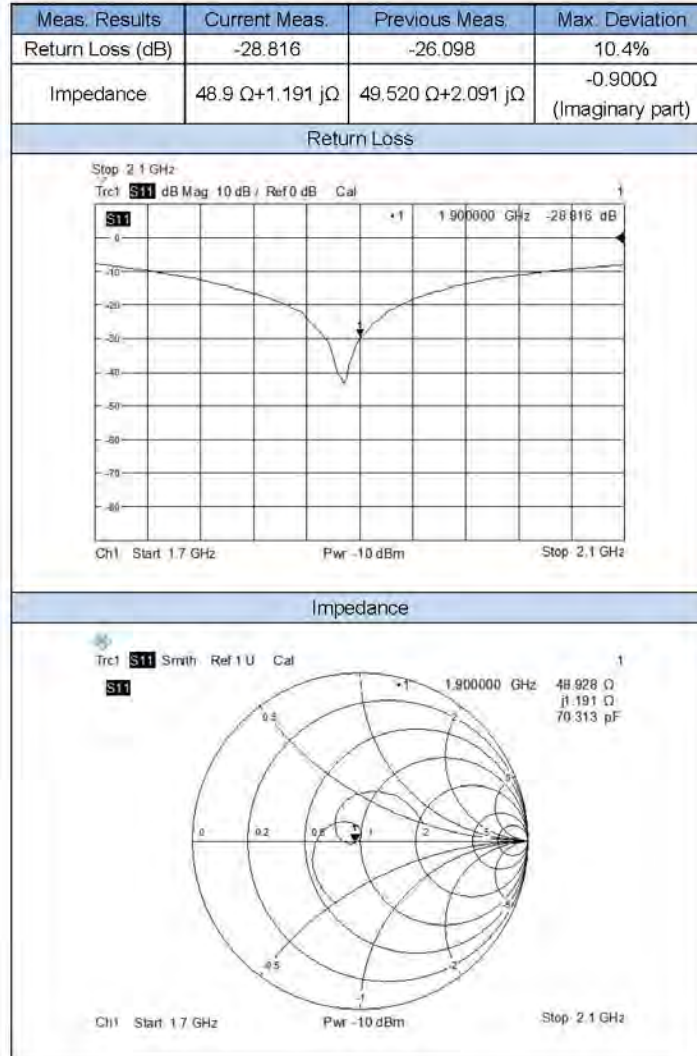 Meas. Results Current Meas. Previous Meas. Max. Deviation
Return Loss (dB) -28.816 -26.098 10.4%
Impedance 48.9 Ω+1.191 jΩ 49.520 Ω+2.091 jΩ -0.900Ω
(Imaginary part)
Return Loss
Stop 2.1 GHz
Trc1 S11 dB Mag 10 dB / Ref 0 dB Cal 1
S11 •1 1.900000 GHz -28.816 dB
0
-10
-20
1
-30
-40
-50
-60
-70
-80
Ch1 Start 1.7 GHz Pwr -10 dBm Stop 2.1 GHz
Impedance
Trc1 S11 Smith Ref 1 U Cal 1
S11 •1 1.900000 GHz 48.928 Ω
j1.191 Ω
70.313 pF
0.5 2
5
0 0.2 0.5 1 1 2 5
-5
-0.5 -2
-1
Ch1 Start 1.7 GHz Pwr -10 dBm Stop 2.1 GHz